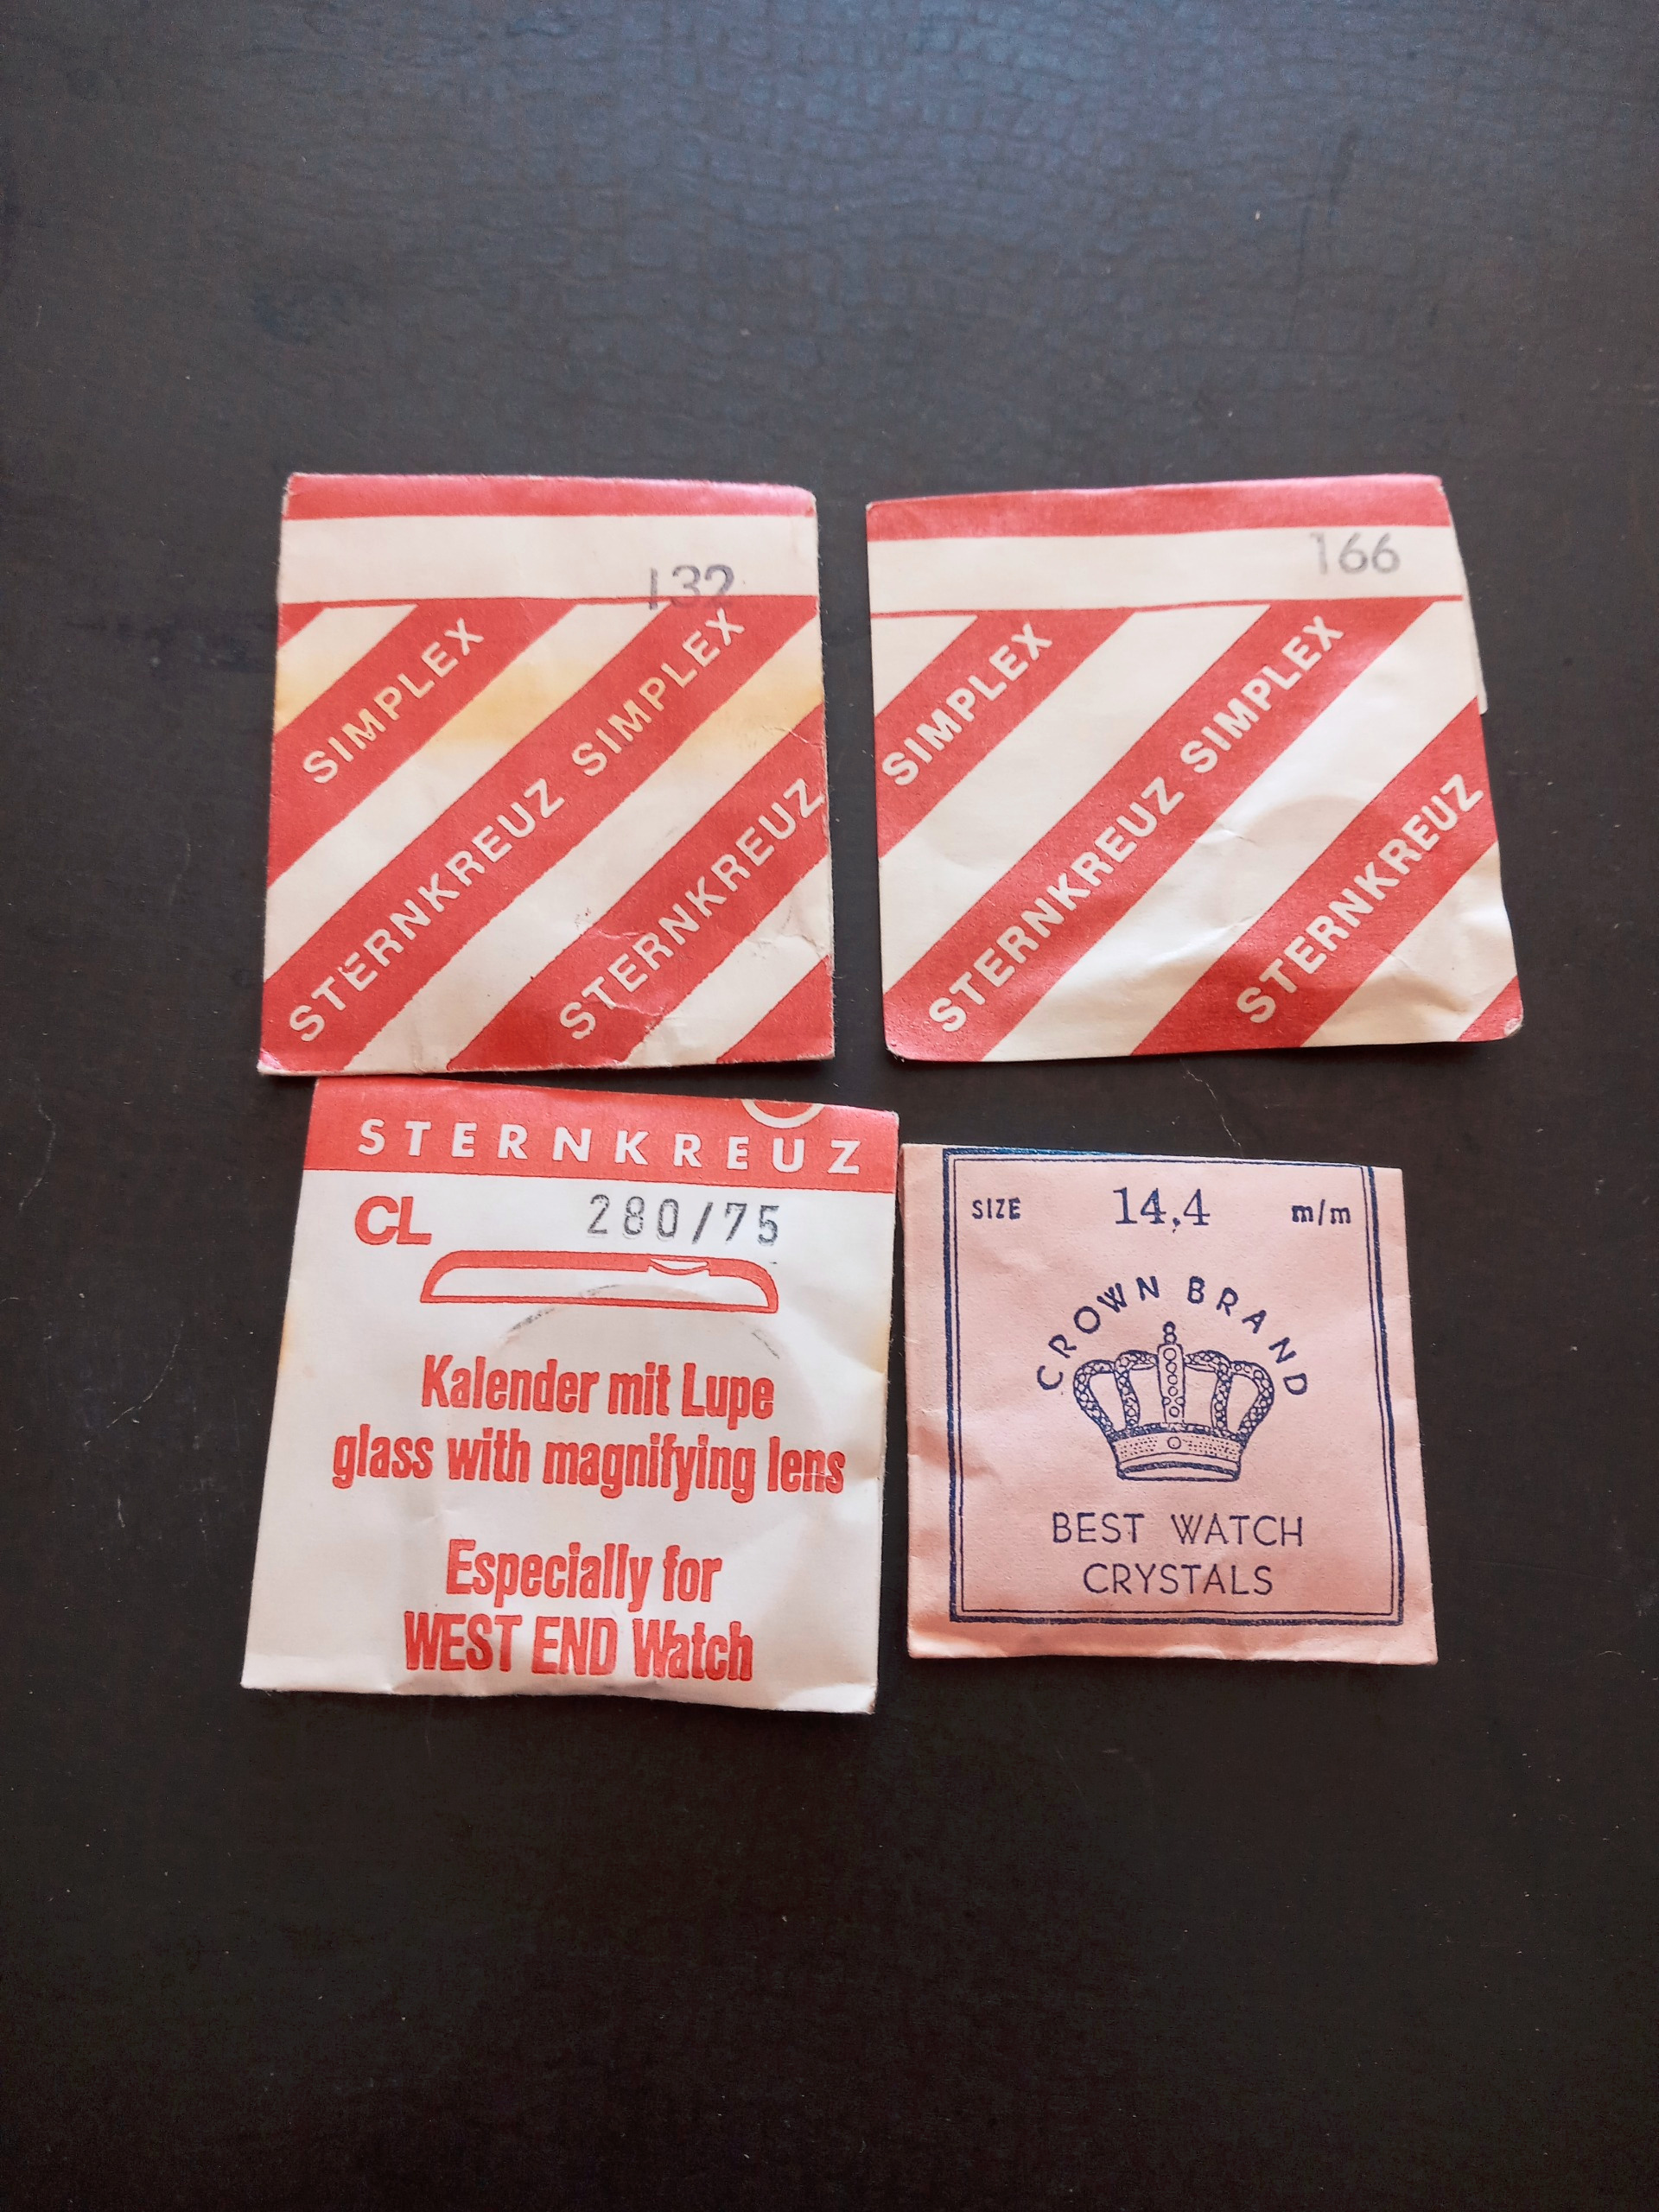 132
SIMPLEX
STERNKREUZ SIMPLEX
STERNKREUZ
166
SIMPLEX
STERNKREUZ SIMPLEX
STERNKREUZ
STERNKREUZ
CL 280/75
Kalender mit Lupe
glass with magnifying lens
Especially for
WEST END Watch
SIZE 14,4 m/m
CROWN BRAND
BEST WATCH
CRYSTALS